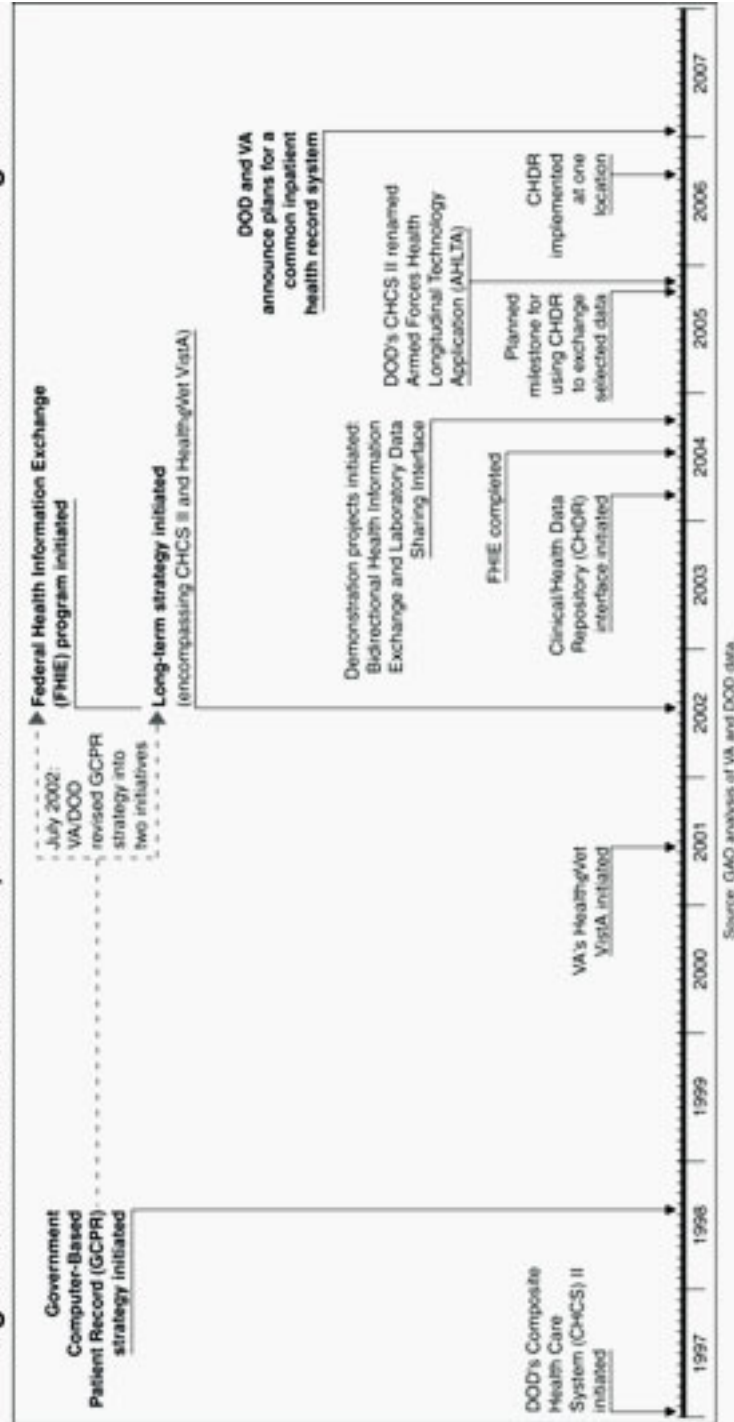 Government
Computer-Based
Patient Record (GCPR)
strategy initiated
July 2002:
VA/DOD
revised GCPR
strategy into
two initiatives
Federal Health Information Exchange
(FHIE) program initiated
Long-term strategy initiated
(encompassing CHCS II and HealtheVet VistA)
DOD and VA
announce plans for a
common inpatient
health record system
DOD's CHCS II renamed
Armed Forces Health
Longitudinal Technology
Application (AHLTA)
Demonstration projects initiated:
Bidirectional Health Information
Exchange and Laboratory Data
Sharing Interface
FHIE completed
DOD's Composite
Health Care
System (CHCS) II
initiated
VA's HealtheVet
VistA initiated
Clinical/Health Data
Repository (CHDR)
interface initiated
Planned
milestone for
using CHDR
to exchange
selected data
CHDR
implemented
at one
location
1997
1998
1999
2000
2001
2002
2003
2004
2005
2006
2007
Source: GAO analysis of VA and DOD data